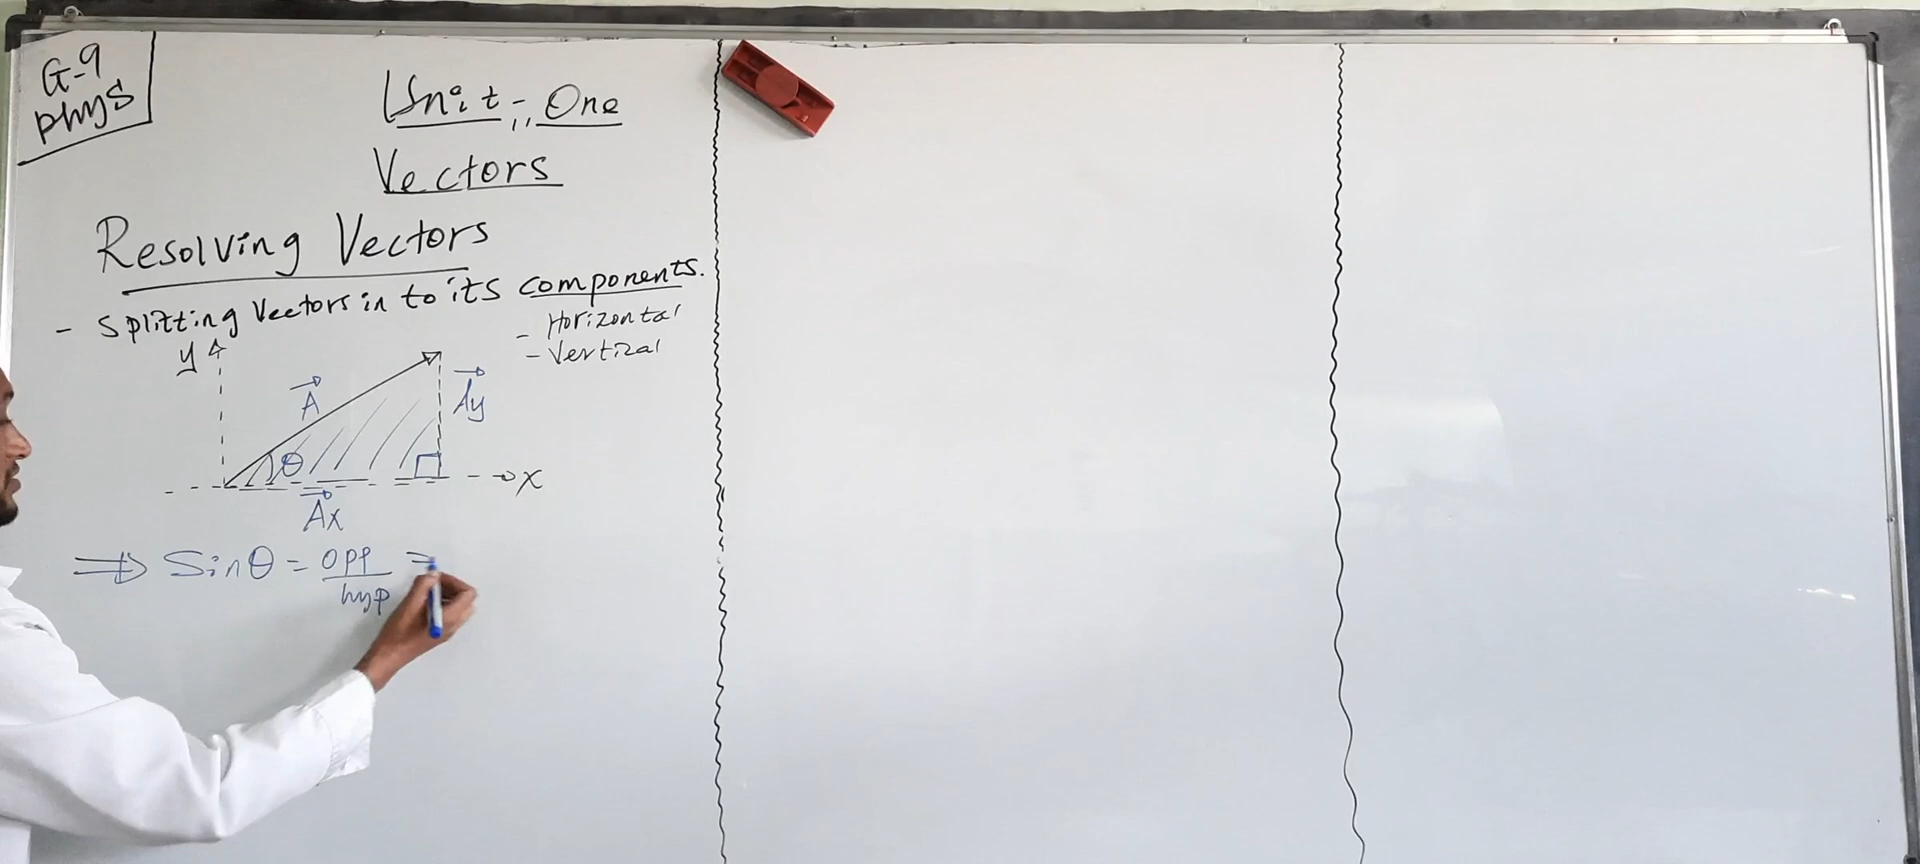 G-9
phys
Unit:- One
Vectors
Resolving Vectors
- Splitting Vectors in to its components.
- Horizontal
- Vertical
y
A
Ay
θ
x
Ax
⇒ Sinθ = opp/hyp =